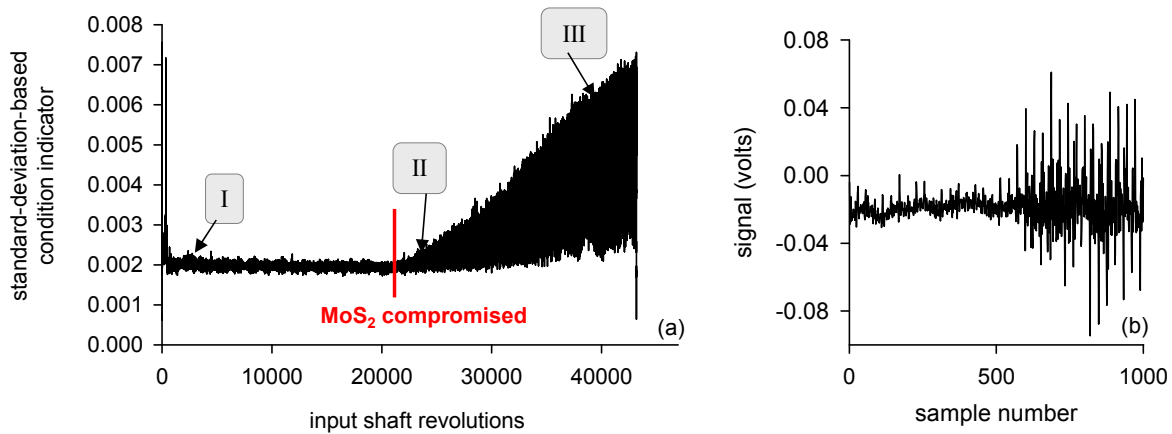 standard-deviation-based
condition indicator
0.008
0.007
0.006
0.005
0.004
0.003
0.002
0.001
0.000
I
II
III
MoS₂ compromised
(a)
0 10000 20000 30000 40000
input shaft revolutions
signal (volts)
0.08
0.04
0.00
-0.04
-0.08
(b)
0 500 1000
sample number